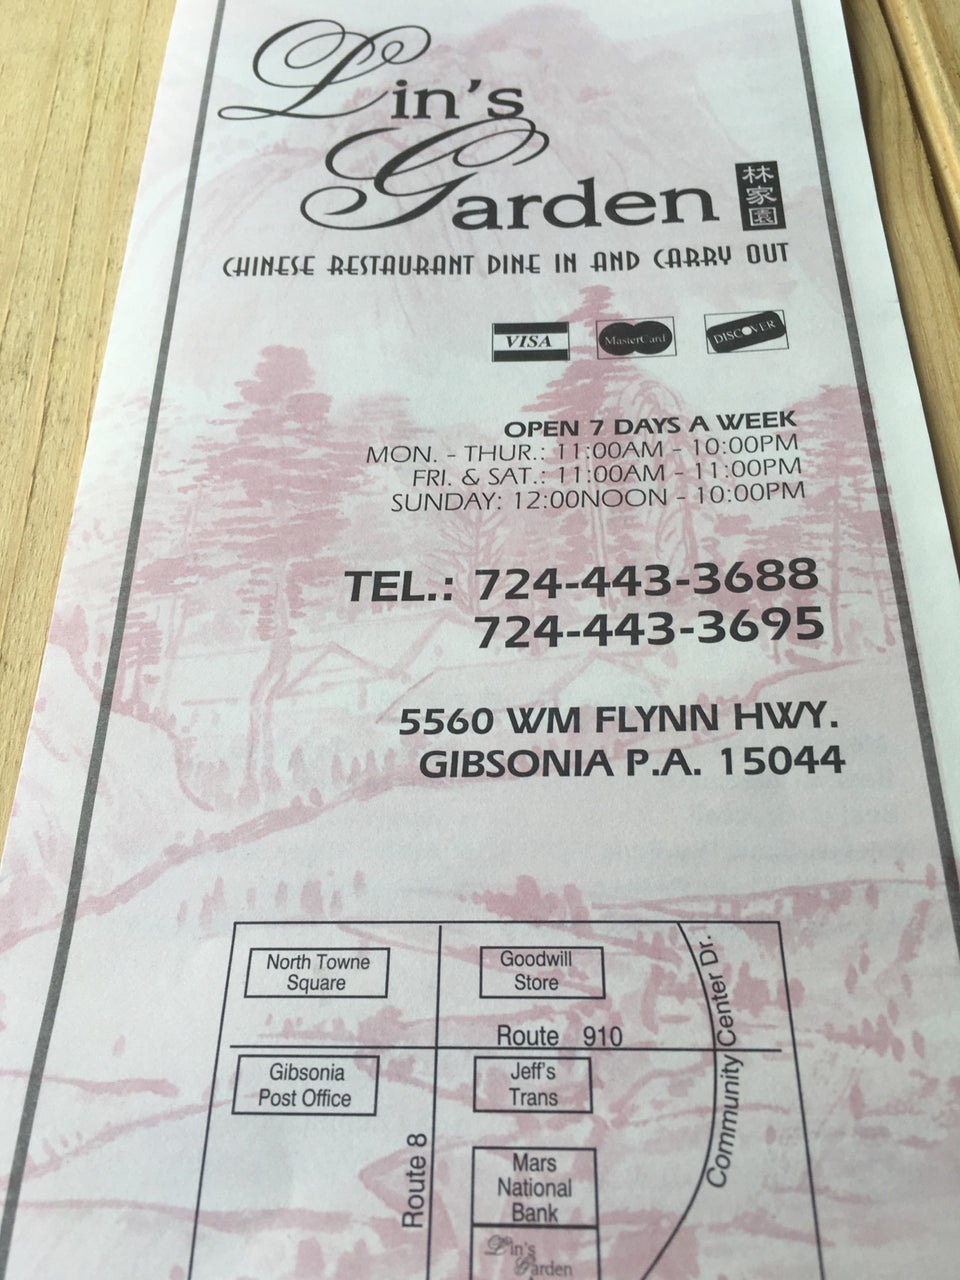 Lin's
Garden
林家園
CHINESE RESTAURANT DINE IN AND CARRY OUT
VISA
MasterCard
DISCOVER
OPEN 7 DAYS A WEEK
MON. - THUR.: 11:00AM - 10:00PM
FRI. & SAT.: 11:00AM - 11:00PM
SUNDAY: 12:00NOON - 10:00PM
TEL.: 724-443-3688
724-443-3695
5560 WM FLYNN HWY.
GIBSONIA P.A. 15044
North Towne
Square
Goodwill
Store
Community Center Dr.
Route 910
Gibsonia
Post Office
Jeff's
Trans
Route 8
Mars
National
Bank
Lin's
Garden